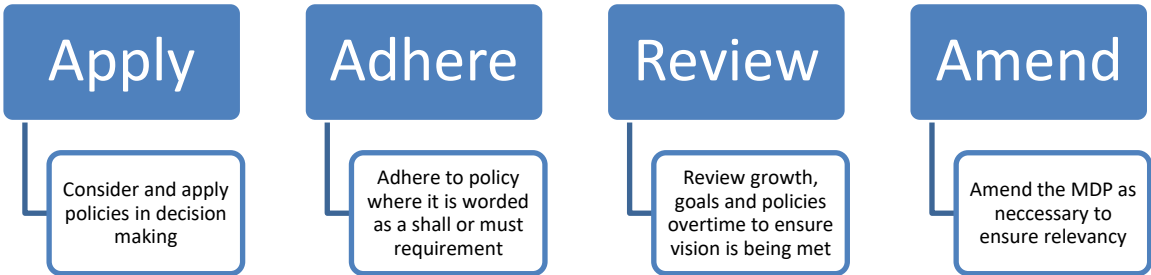 Apply
Consider and apply
policies in decision
making
Adhere
Adhere to policy
where it is worded
as a shall or must
requirement
Review
Review growth,
goals and policies
overtime to ensure
vision is being met
Amend
Amend the MDP as
neccessary to
ensure relevancy